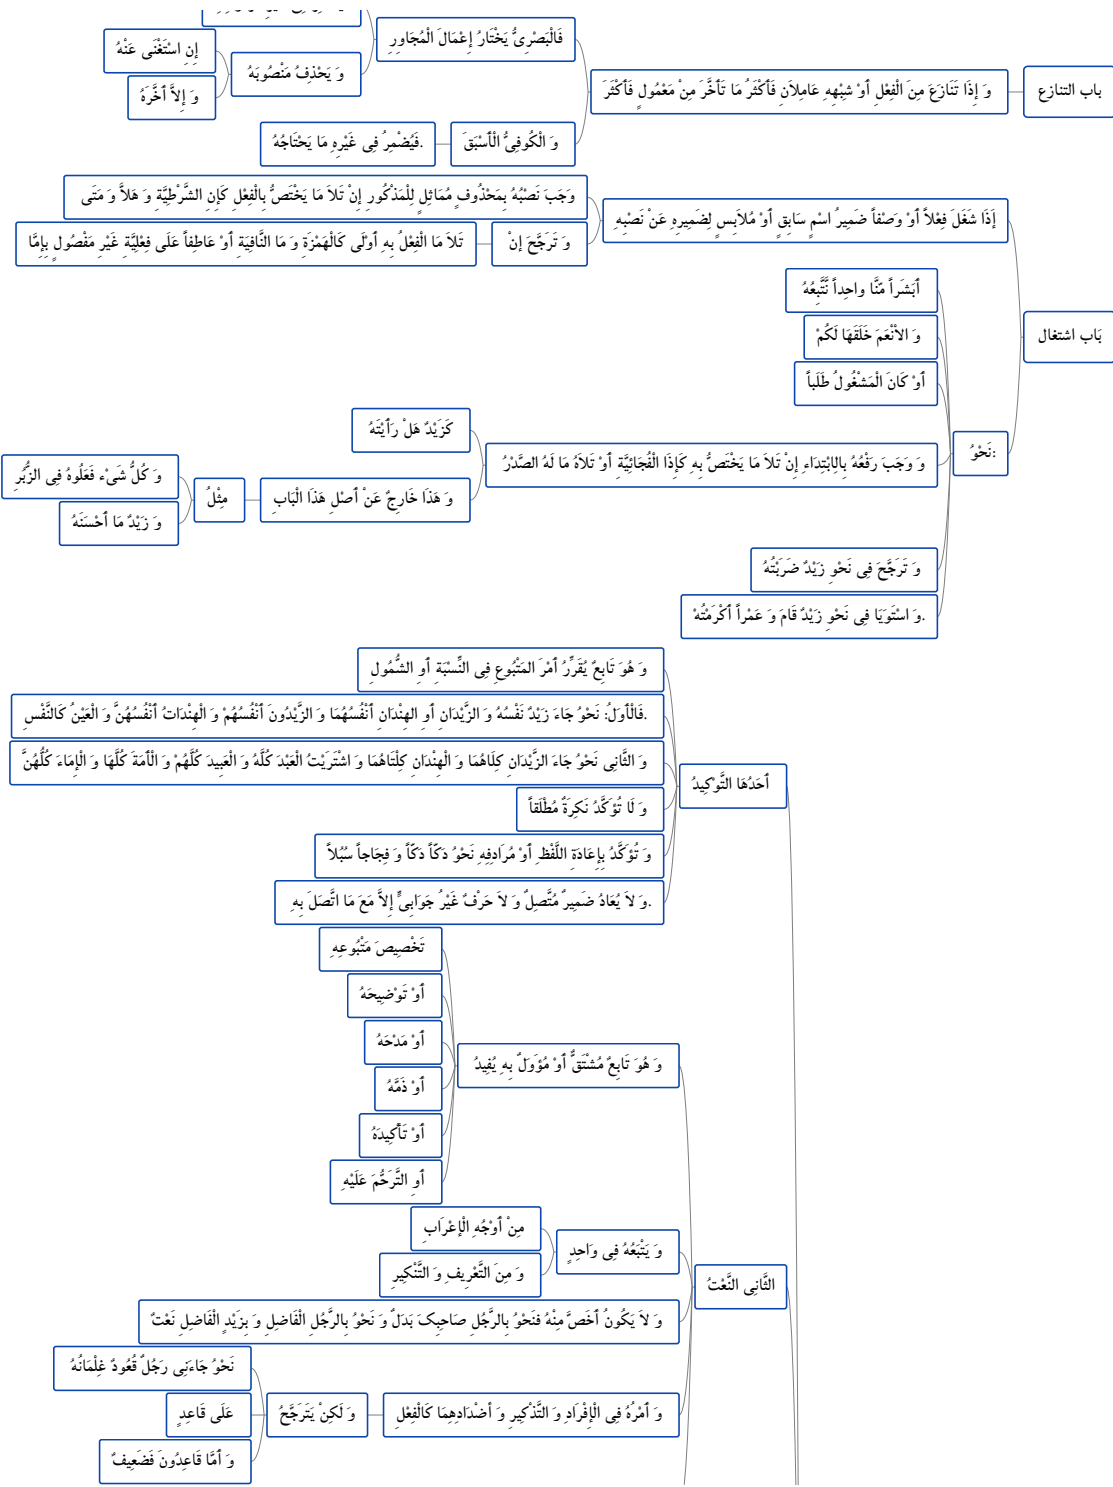 باب التنازع
وَ إِذَا تَنَازَعَ مِنَ الْفِعْلِ أَوْ شِبْهِهِ عَامِلاَنِ فَأَكْثَرُ مَا تَأَخَّرَ مِنْ مَعْمُولٍ فَأَكْثَرَ
فَالْبَصْرِىُّ يَخْتَارُ إِعْمَالَ الْمُجَاوِرِ
وَ يَحْذِفُ مَنْصُوبَهُ
إِنِ اسْتَغْنَى عَنْهُ
وَ إِلاَّ أَخَّرَهُ
وَ الْكُوفِىُّ الْأَسْبَقَ
فَيُضْمِرُ فِى غَيْرِهِ مَا يَحْتَاجُهُ.
بَاب اشتغال
إَذَا شَغَلَ فِعْلاً أَوْ وَصْفاً ضَمِيرُ اسْمٍ سَابِقٍ أَوْ مُلاَبِسٍ لِضَمِيرِهِ عَنْ نَصْبِهِ
وَجَبَ نَصْبُهُ بِمَحْذُوفٍ مُمَاثِلٍ لِلْمَذْكُورِ إِنْ تَلاَ مَا يَخْتَصُّ بِالْفِعْلِ كَإِنِ الشَّرْطِيَّةِ وَ هَلاَّ وَ مَتَى
وَ تَرَجَّحَ إِنْ
تَلاَ مَا الْفِعْلُ بِهِ أَوْلَى كَالْهَمْزَةِ وَ مَا النَّافِيَةِ أَوْ عَاطِفاً عَلَى فِعْلِيَّةٍ غَيْرِ مَفْصُولٍ بِإِمَّا
نَحْوُ:
أَبَشَراً مِّنَّا واحِداً نَّتَّبِعُهُ
وَ الأَنْعَمَ خَلَقَهَا لَكُمْ
أَوْ كَانَ الْمَشْغُولُ طَلَباً
وَ وَجَبَ رَفْعُهُ بِالِابْتِدَاءِ إِنْ تَلاَ مَا يَخْتَصُّ بِهِ كَإِذَا الْفُجَائِيَّةِ أَوْ تَلاَهُ مَا لَهُ الصَّدْرُ
كَزَيْدٌ هَلْ رَأَيْتَهُ
وَ هَذَا خَارِجٌ عَنْ أَصْلِ هَذَا الْبَابِ
مِثْلُ
وَ كُلُّ شَىْء فَعَلُوهُ فِى الزُّبُرِ
وَ زَيْدٌ مَا أَحْسَنَهُ
وَ تَرَجَّحَ فِى نَحْوِ زَيْدٌ ضَرَبْتُهُ
وَ اسْتَوَيَا فِى نَحْوِ زَيْدٌ قَامَ وَ عَمْراً أَكْرَمْتُهْ.
أَحَدُهَا التَّوْكِيدُ
وَ هُوَ تَابِعٌ يُقَرِّرُ أَمْرَ المَتْبُوعِ فِى النِّسْبَةِ أَوِ الشُّمُولِ
فَالْأَوَلُ: نَحْوُ جَاءَ زَيْدٌ نَفْسُهُ وَ الزَّيْدَانِ أَوِ الهِنْدَانِ أَنْفُسُهُمَا وَ الزَّيْدُونَ أَنْفُسُهُمْ وَ الْهِنْدَاتُ أَنْفُسُهُنَّ وَ الْعَيْنُ كَالنَّفْسِ.
وَ الثَّانِى نَحْوُ جَاءَ الزَّيْدَانِ كِلَاهُمَا وَ الْهِنْدَانِ كِلْتَاهُمَا وَ اشْتَرَيْتُ الْعَبْدَ كُلَّهُ وَ الْعَبِيدَ كُلَّهُمْ وَ الْأَمَةَ كُلَّهَا وَ الْإِمَاءَ كُلُّهُنَّ
وَ لَا تُؤَكَّدُ نَكِرَةٌ مُطْلَقاً
وَ تُؤَكَّدُ بِإِعَادَةِ اللَّفْظِ أَوْ مُرَادِفِهِ نَحْوُ دَكّاً دَكّاً وَ فِجَاجاً سُبُلاً
وَ لاَ يُعَادُ ضَمِيرٌ مُتَّصِلٌ وَ لاَ حَرْفٌ غَيْرُ جَوَابِىٍّ إِلاَّ مَعَ مَا اتَّصَلَ بِهِ.
الثَّانِى النَّعْتُ
وَ هُوَ تَابِعٌ مُشْتَقٌّ أَوْ مُؤَوَلٌ بِهِ يُفِيدُ
تَخْصِيصَ مَتْبُوعِهِ
أَوْ تَوْضِيحَهُ
أَوْ مَدْحَهُ
أَوْ ذَمَّهُ
أَوْ تَأْكِيدَهُ
أَوِ التَّرَحُّمَ عَلَيْهِ
وَ يَتْبَعُهُ فِى وَاحِدٍ
مِنْ أَوْجُهِ الْإِعْرَابِ
وَ مِنَ التَّعْرِيفِ وَ التَّنْكِيرِ
وَ لاَ يَكُونُ أَخَصَّ مِنْهُ فنَحْوُ بِالرَّجُلِ صَاحِبِکَ بَدَلٌ وَ نَحْوُ بِالرَّجُلِ الْفَاضِلِ وَ بِزَيْدٍ الْفَاضِلِ نَعْتٌ
وَ أَمْرُهُ فِى الْإِفْرَادِ وَ التَّذْكِيرِ وَ أَضْدَادِهِمَا كَالْفِعْلِ
وَ لَكِنْ يَتَرَجَّحُ
نَحْوُ جَاءَنِى رَجُلٌ قُعُودٌ غِلْمَانُهُ
عَلَى قَاعِدٍ
وَ أَمَّا قَاعِدُونَ فَضَعِيفٌ